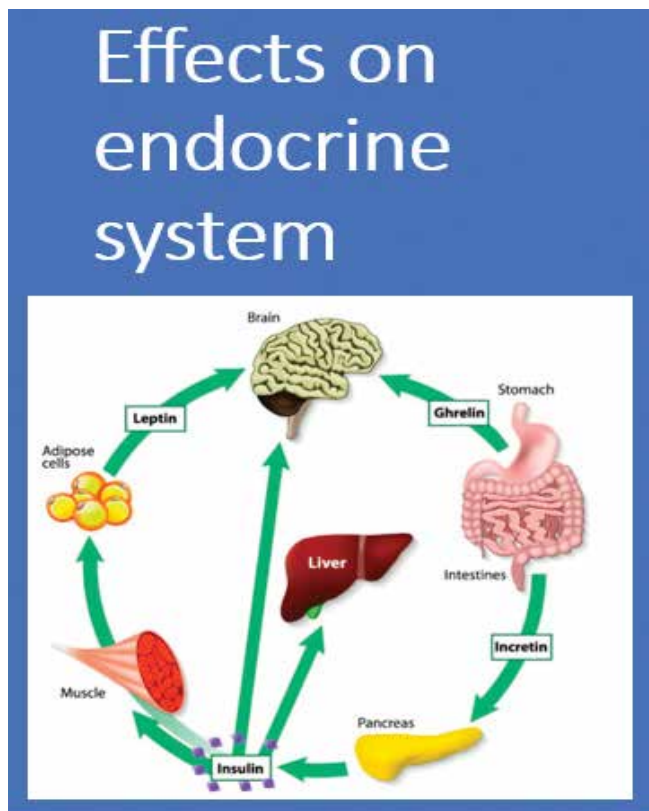 Effects on
endocrine
system
Brain
Stomach
Leptin
Ghrelin
Adipose
cells
Liver
Intestines
Incretin
Muscle
Pancreas
Insulin